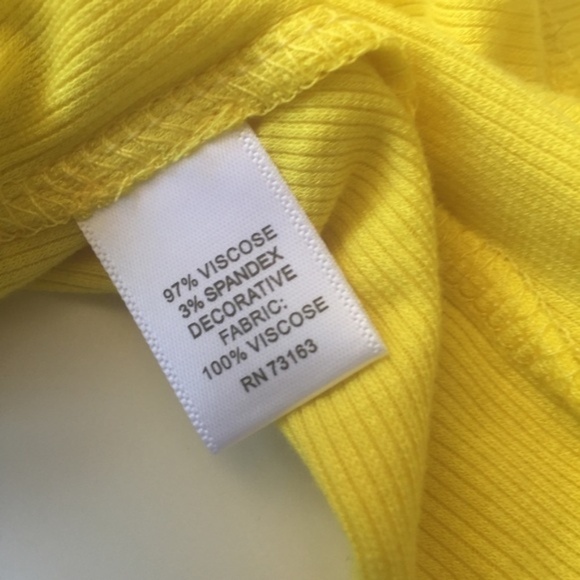 97% VISCOSE
3% SPANDEX
DECORATIVE
FABRIC:
100% VISCOSE
RN 73163